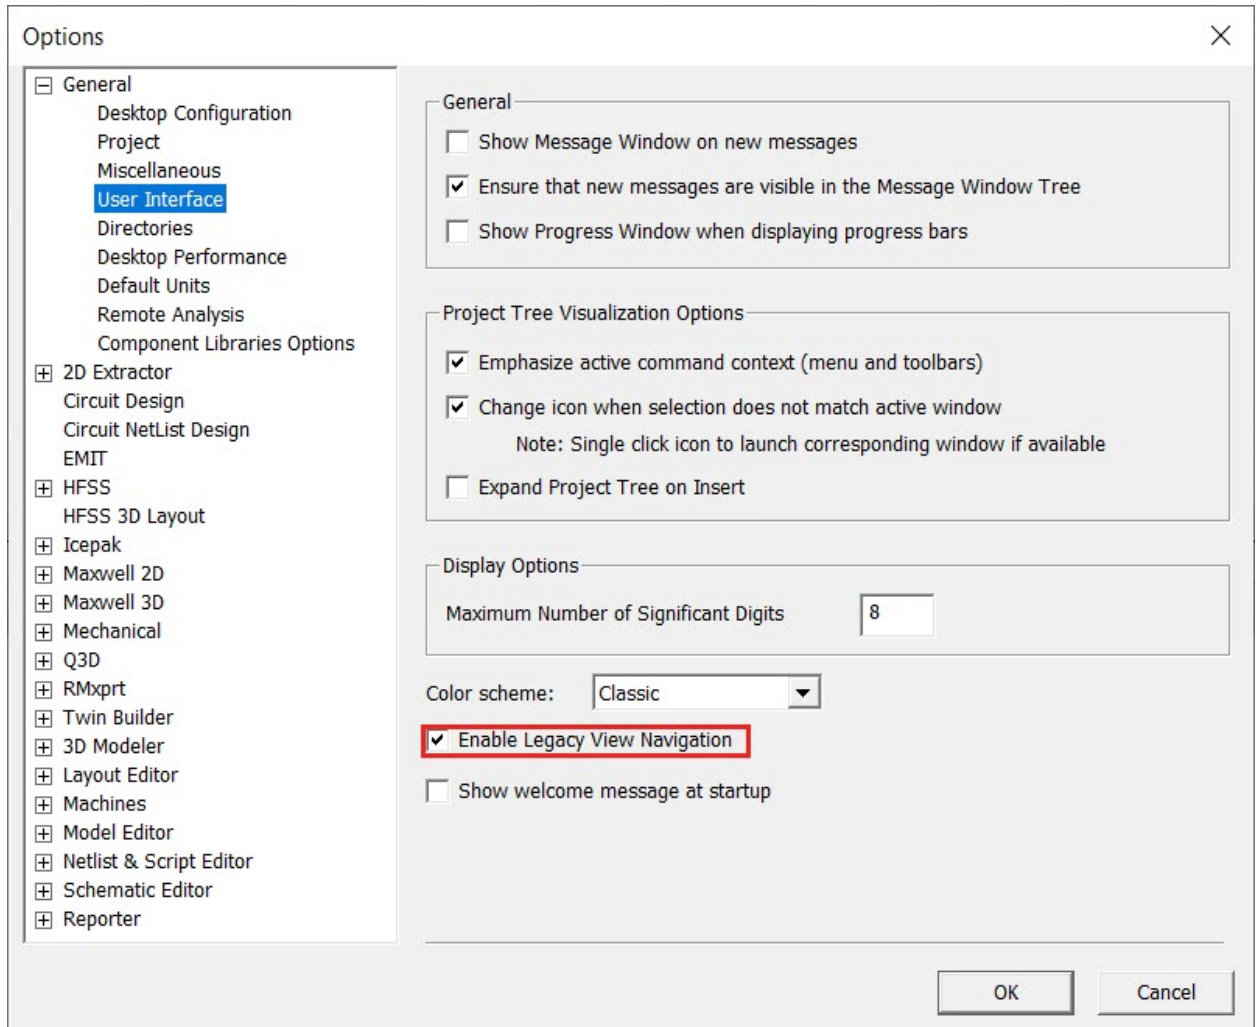 Options
General
Desktop Configuration
Project
Miscellaneous
User Interface
Directories
Desktop Performance
Default Units
Remote Analysis
Component Libraries Options
2D Extractor
Circuit Design
Circuit NetList Design
EMIT
HFSS
HFSS 3D Layout
Icepak
Maxwell 2D
Maxwell 3D
Mechanical
Q3D
RMxprt
Twin Builder
3D Modeler
Layout Editor
Machines
Model Editor
Netlist & Script Editor
Schematic Editor
Reporter
General
Show Message Window on new messages
Ensure that new messages are visible in the Message Window Tree
Show Progress Window when displaying progress bars
Project Tree Visualization Options
Emphasize active command context (menu and toolbars)
Change icon when selection does not match active window
Note: Single click icon to launch corresponding window if available
Expand Project Tree on Insert
Display Options
Maximum Number of Significant Digits 8
Color scheme: Classic
Enable Legacy View Navigation
Show welcome message at startup
OK Cancel